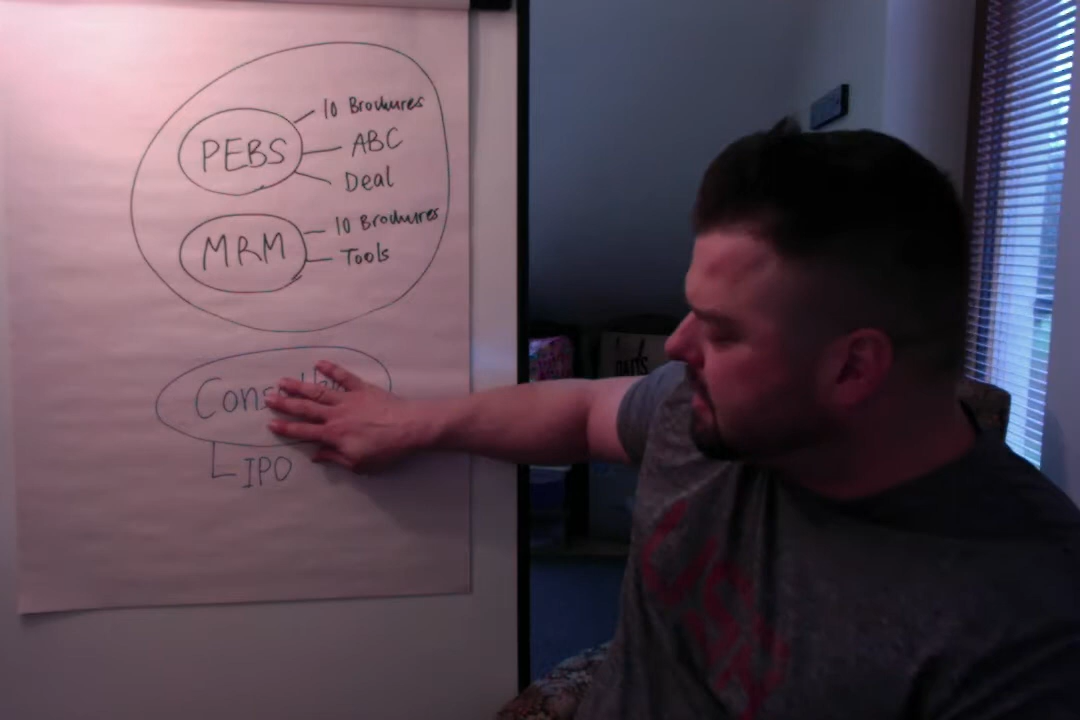 PEBS
10 Brochures
ABC
Deal
MRM
10 Brochures
Tools
IPO